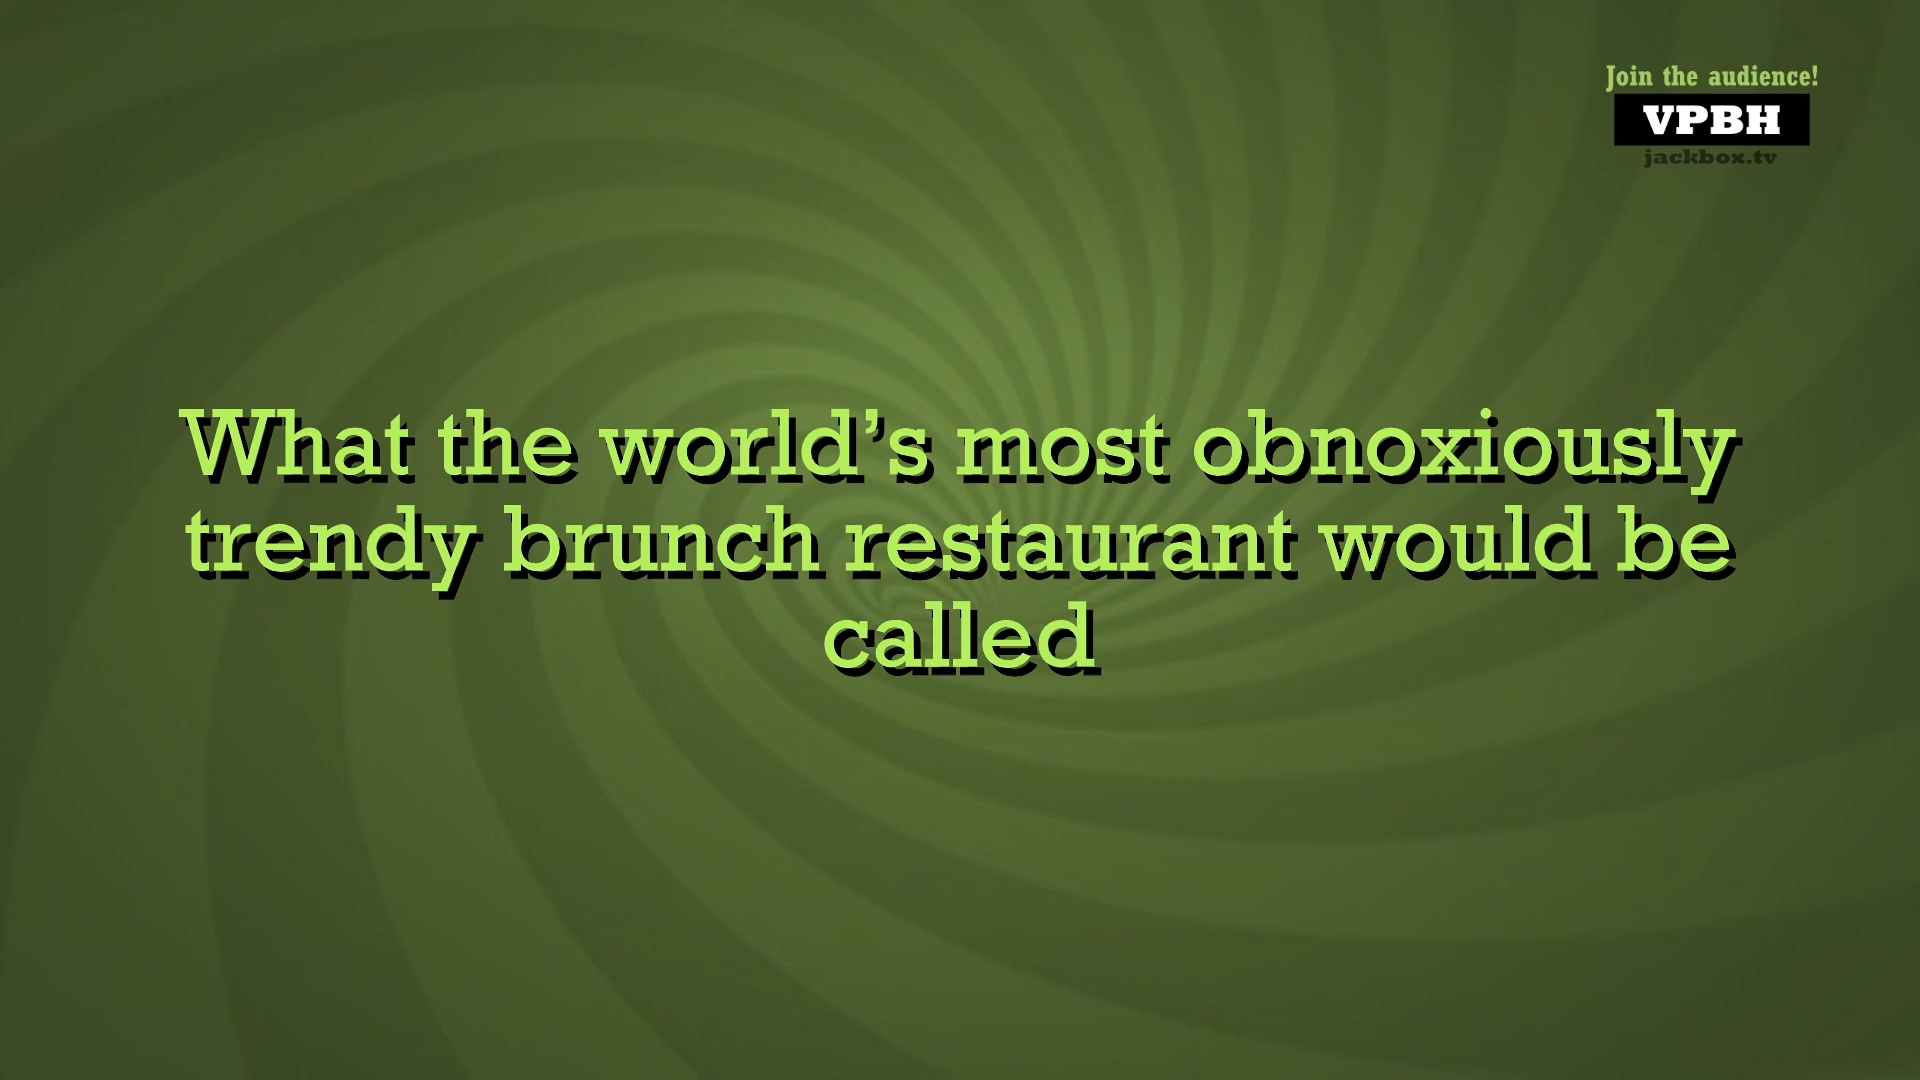 Join the audience!
VPBH
jackbox.tv
What the world’s most obnoxiously
trendy brunch restaurant would be
called